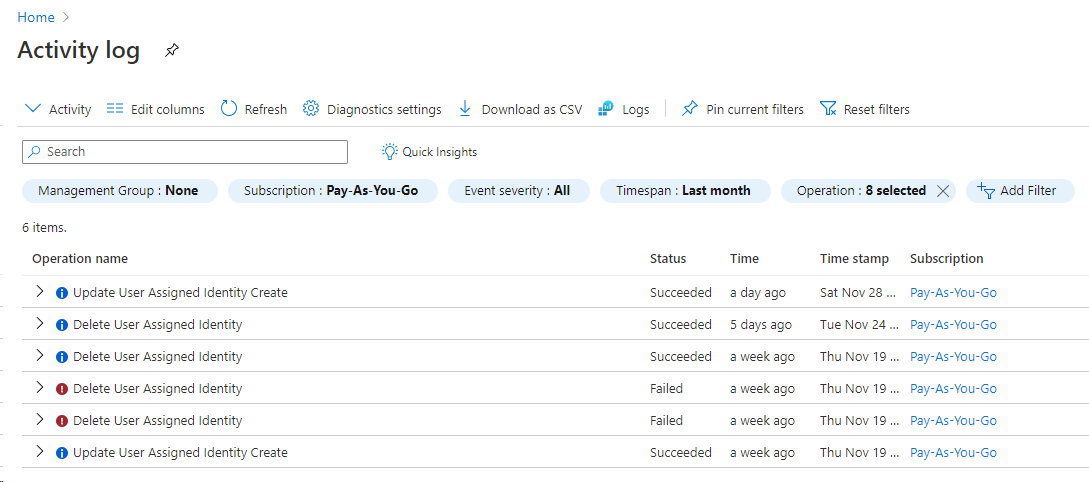 Home
Activity log
Activity Edit columns Refresh Diagnostics settings Download as CSV Logs Pin current filters Reset filters
Search Quick Insights
Management Group : None Subscription : Pay-As-You-Go Event severity : All Timespan : Last month Operation : 8 selected Add Filter
6 items.
Operation name Status Time Time stamp Subscription
Update User Assigned Identity Create Succeeded a day ago Sat Nov 28 ... Pay-As-You-Go
Delete User Assigned Identity Succeeded 5 days ago Tue Nov 24 ... Pay-As-You-Go
Delete User Assigned Identity Succeeded a week ago Thu Nov 19 ... Pay-As-You-Go
Delete User Assigned Identity Failed a week ago Thu Nov 19 ... Pay-As-You-Go
Delete User Assigned Identity Failed a week ago Thu Nov 19 ... Pay-As-You-Go
Update User Assigned Identity Create Succeeded a week ago Thu Nov 19 ... Pay-As-You-Go